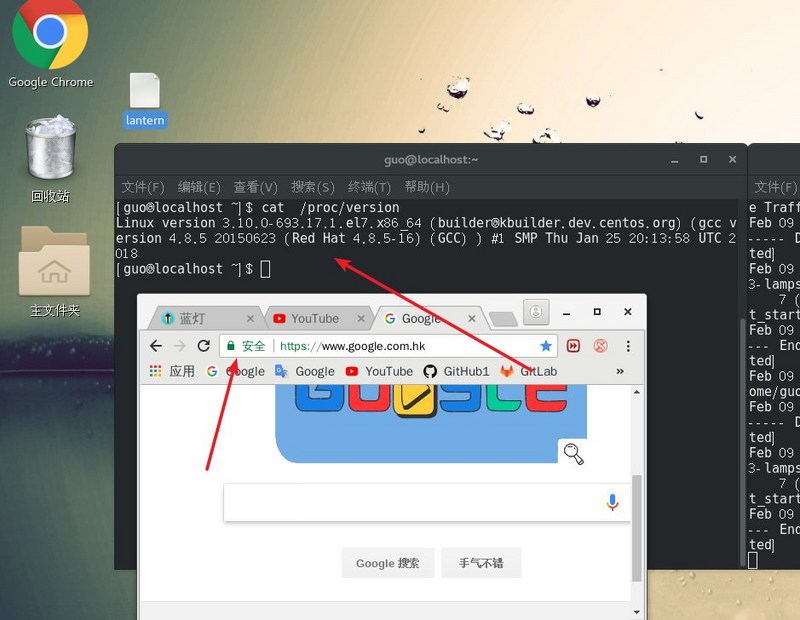 Google Chrome
lantern
回收站
主文件夹
guo@localhost:~
文件(F) 编辑(E) 查看(V) 搜索(S) 终端(T) 帮助(H)
[guo@localhost ~]$ cat /proc/version
Linux version 3.10.0-693.17.1.el7.x86_64 (builder@kbuilder.dev.centos.org) (gcc v
ersion 4.8.5 20150623 (Red Hat 4.8.5-16) (GCC) ) #1 SMP Thu Jan 25 20:13:58 UTC 2
018
[guo@localhost ~]$
蓝灯 YouTube Google
安全 https://www.google.com.hk
应用 Google Google YouTube GitHub1 GitLab »
Google
Google 搜索 手气不错
文件(F)
e Traff
Feb 09
----- D
ted]
Feb 09
3-lamps
7 (
t_start
Feb 09
--- End
ted]
Feb 09
ome/guo
Feb 09
----- D
ted]
Feb 09
3-lamps
7 (
t_start
Feb 09
--- End
ted]